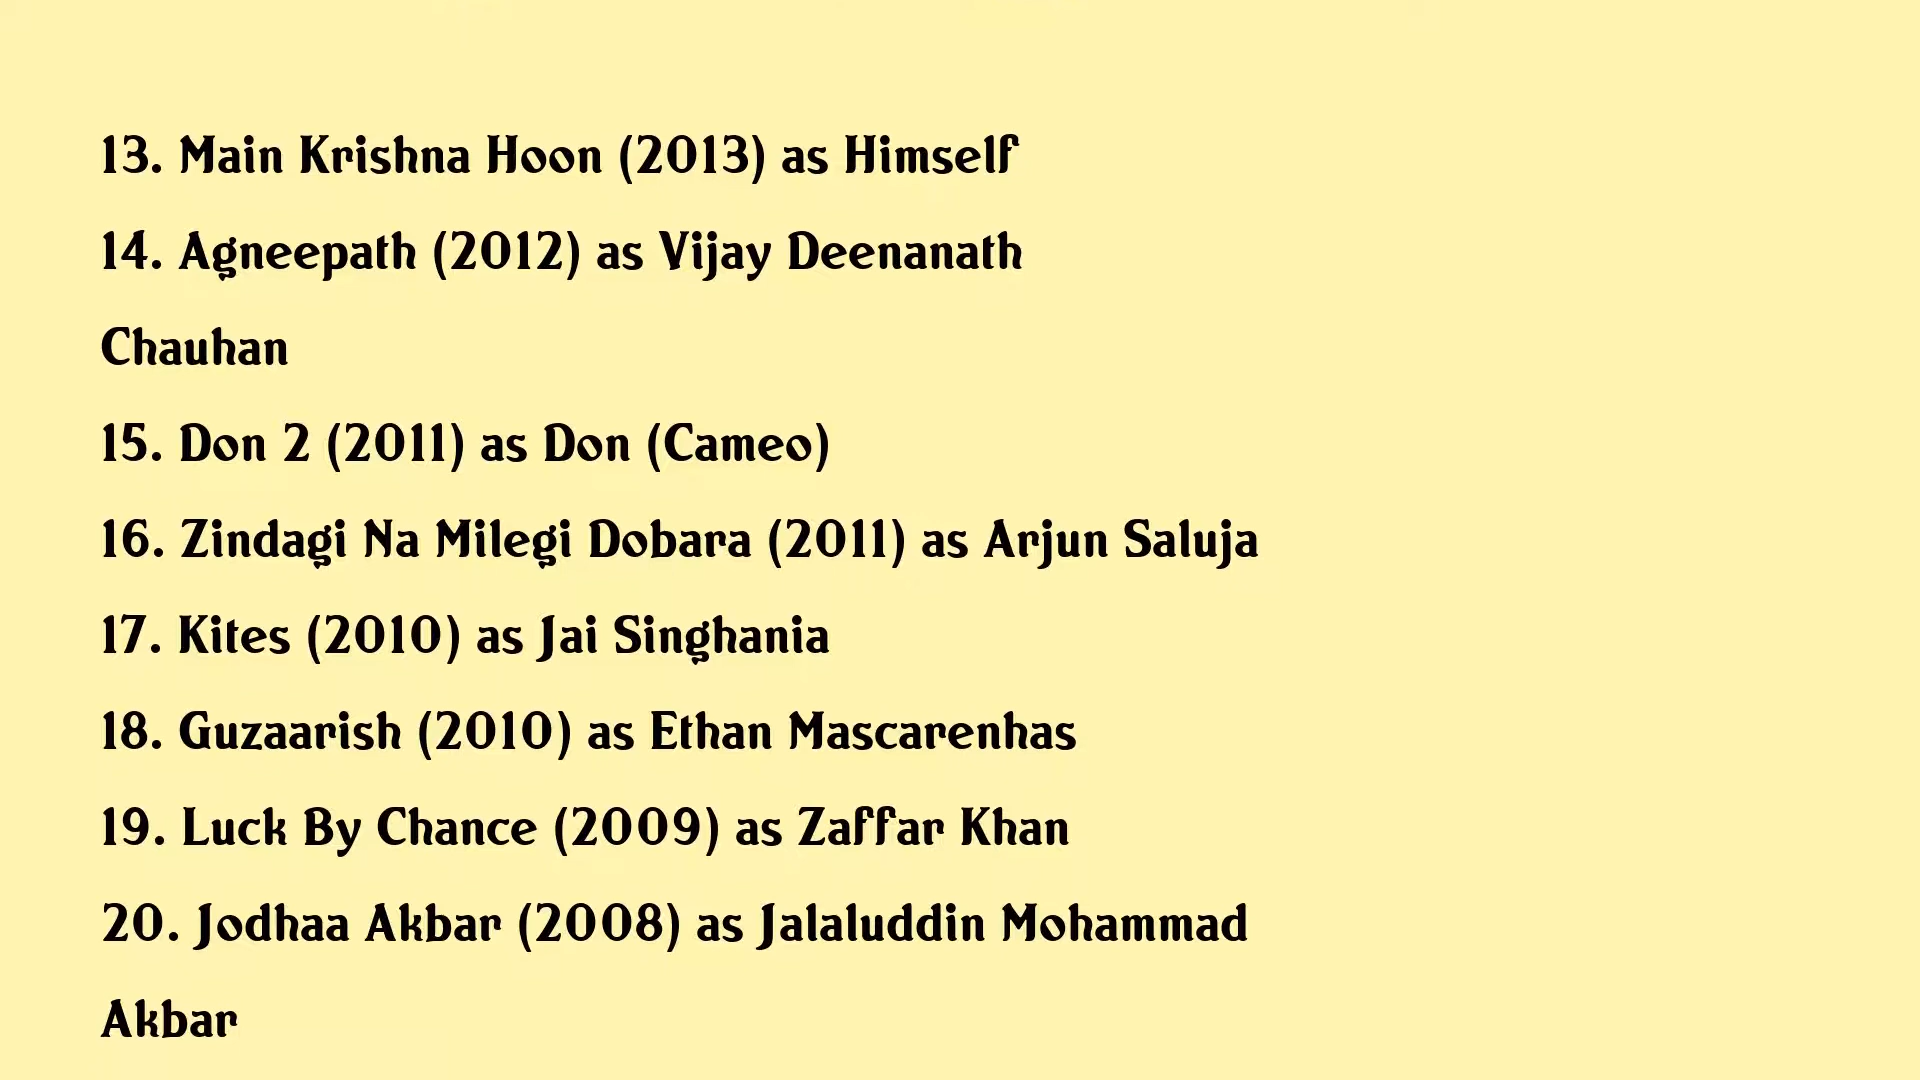 13. Main Krishna Hoon (2013) as Himself
14. Agneepath (2012) as Vijay Deenanath
Chauhan
15. Don 2 (2011) as Don (Cameo)
16. Zindagi Na Milegi Dobara (2011) as Arjun Saluja
17. Kites (2010) as Jai Singhania
18. Guzaarish (2010) as Ethan Mascarenhas
19. Luck By Chance (2009) as Zaffar Khan
20. Jodhaa Akbar (2008) as Jalaluddin Mohammad
Akbar